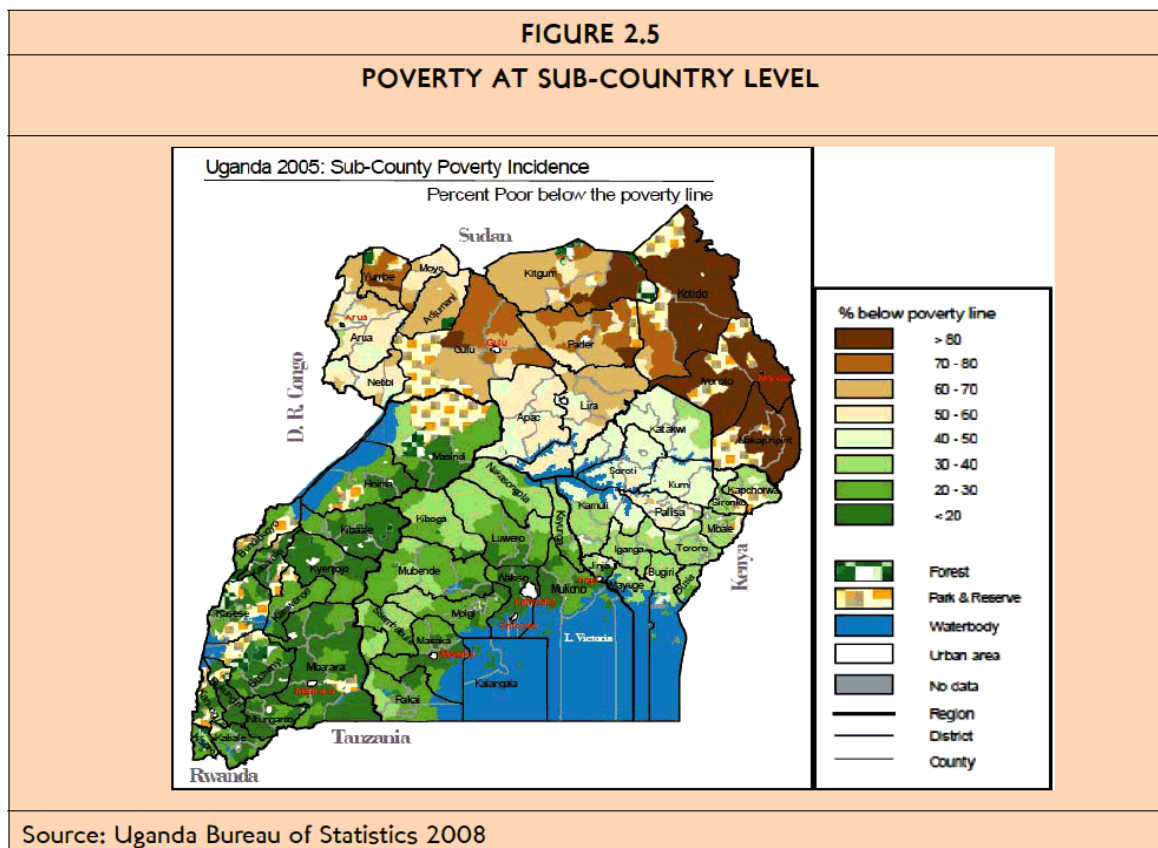 FIGURE 2.5
POVERTY AT SUB-COUNTRY LEVEL
Uganda 2005: Sub-County Poverty Incidence
Percent Poor below the poverty line
Sudan
Yumbe
Moyo
Kitgum
Kotido
Adjumani
Arua
Arua
Gulu
Gulu
Pader
D. R. Congo
Nebbi
Moroto
Lira
Apac
Katakwi
Nakapiripirit
Masindi
Soroti
Kumi
Hoima
Nakasongola
Kapchorwa
Sironko
Kamuli
Pallisa
Kiboga
Kayunga
Mbale
Kibaale
Luwero
Iganga
Tororo
Kenya
Kyenjojo
Mubende
Jinja
Bugiri
Wakiso
Mukono
Mayuge
Busia
Kasese
Mpigi
L. Victoria
Masaka
Mbarara
Kalangala
Rakai
Ntungamo
Kabale
Tanzania
Rwanda
% below poverty line
> 80
70 - 80
60 - 70
50 - 60
40 - 50
30 - 40
20 - 30
< 20
Forest
Park & Reserve
Waterbody
Urban area
No data
Region
District
County
Source: Uganda Bureau of Statistics 2008